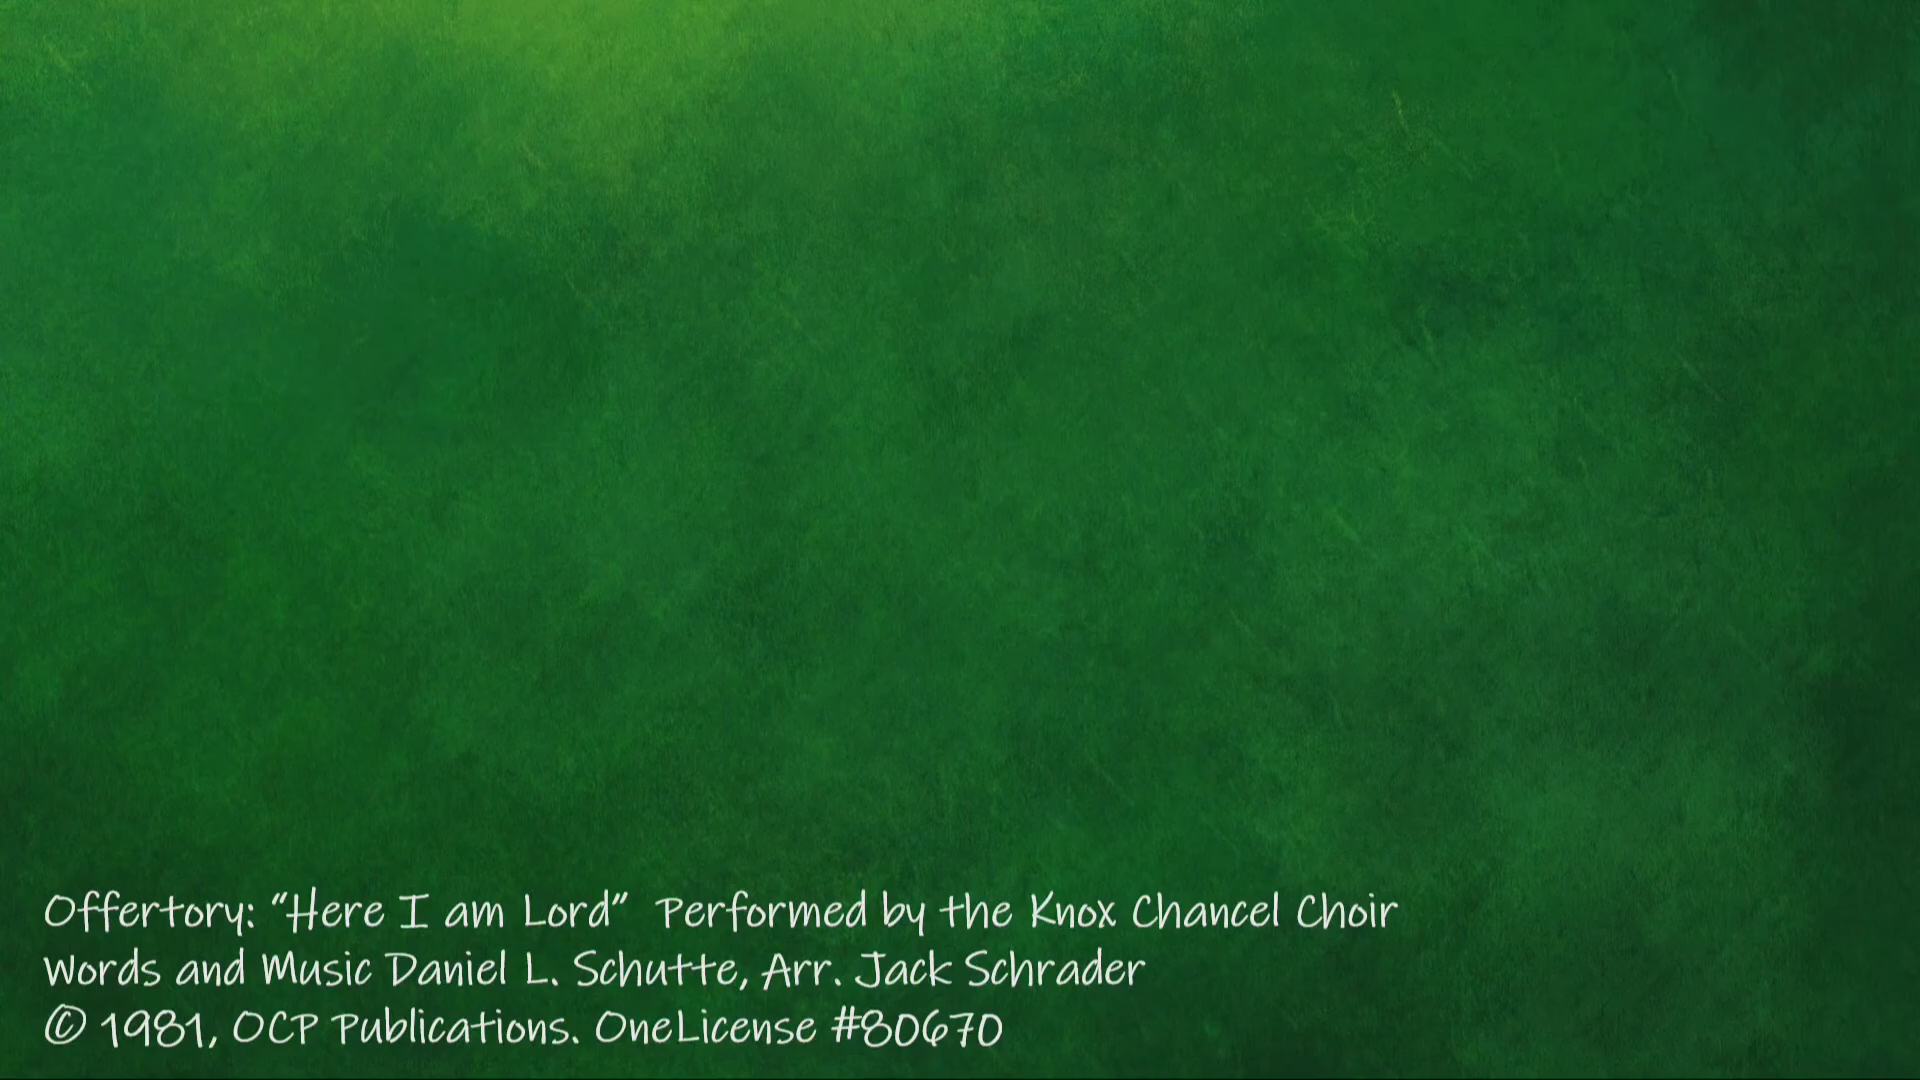 Offertory: “Here I am Lord” Performed by the Knox Chancel Choir
Words and Music Daniel L. Schutte, Arr. Jack Schrader
© 1981, OCP Publications. OneLicense #80670